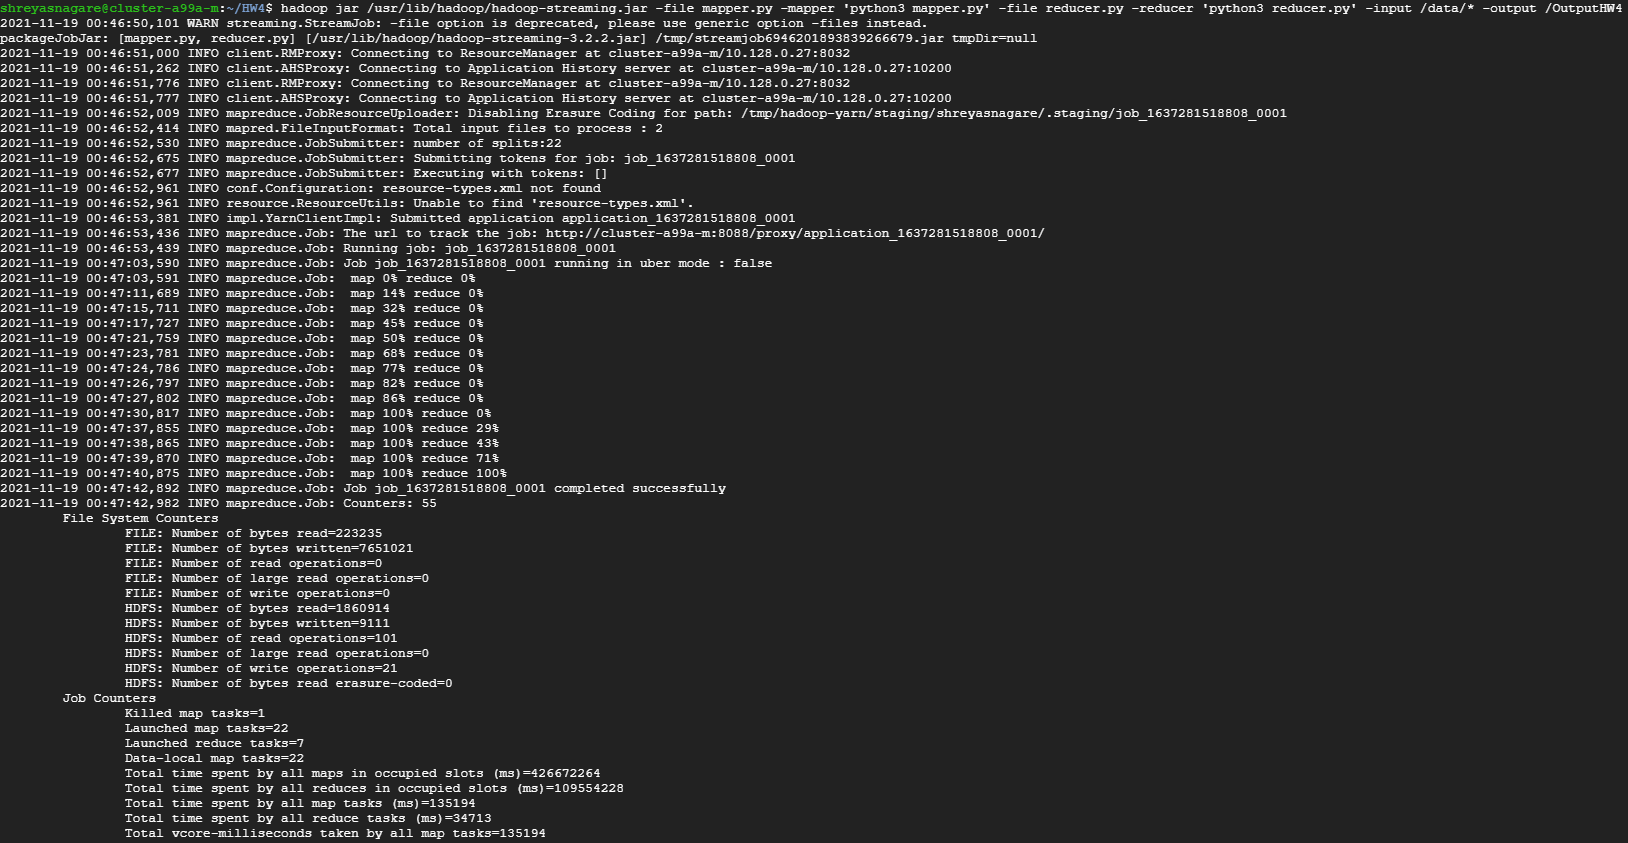 shreyasnagare@cluster-a99a-m:~/HW4$ hadoop jar /usr/lib/hadoop/hadoop-streaming.jar -file mapper.py -mapper 'python3 mapper.py' -file reducer.py -reducer 'python3 reducer.py' -input /data/* -output /OutputHW4
2021-11-19 00:46:50,101 WARN streaming.StreamJob: -file option is deprecated, please use generic option -files instead.
packageJobJar: [mapper.py, reducer.py] [/usr/lib/hadoop/hadoop-streaming-3.2.2.jar] /tmp/streamjob6946201893839266679.jar tmpDir=null
2021-11-19 00:46:51,000 INFO client.RMProxy: Connecting to ResourceManager at cluster-a99a-m/10.128.0.27:8032
2021-11-19 00:46:51,262 INFO client.AHSProxy: Connecting to Application History server at cluster-a99a-m/10.128.0.27:10200
2021-11-19 00:46:51,776 INFO client.RMProxy: Connecting to ResourceManager at cluster-a99a-m/10.128.0.27:8032
2021-11-19 00:46:51,777 INFO client.AHSProxy: Connecting to Application History server at cluster-a99a-m/10.128.0.27:10200
2021-11-19 00:46:52,009 INFO mapreduce.JobResourceUploader: Disabling Erasure Coding for path: /tmp/hadoop-yarn/staging/shreyasnagare/.staging/job_1637281518808_0001
2021-11-19 00:46:52,414 INFO mapred.FileInputFormat: Total input files to process : 2
2021-11-19 00:46:52,530 INFO mapreduce.JobSubmitter: number of splits:22
2021-11-19 00:46:52,675 INFO mapreduce.JobSubmitter: Submitting tokens for job: job_1637281518808_0001
2021-11-19 00:46:52,677 INFO mapreduce.JobSubmitter: Executing with tokens: []
2021-11-19 00:46:52,961 INFO conf.Configuration: resource-types.xml not found
2021-11-19 00:46:52,961 INFO resource.ResourceUtils: Unable to find 'resource-types.xml'.
2021-11-19 00:46:53,381 INFO impl.YarnClientImpl: Submitted application application_1637281518808_0001
2021-11-19 00:46:53,436 INFO mapreduce.Job: The url to track the job: http://cluster-a99a-m:8088/proxy/application_1637281518808_0001/
2021-11-19 00:46:53,439 INFO mapreduce.Job: Running job: job_1637281518808_0001
2021-11-19 00:47:03,590 INFO mapreduce.Job: Job job_1637281518808_0001 running in uber mode : false
2021-11-19 00:47:03,591 INFO mapreduce.Job:  map 0% reduce 0%
2021-11-19 00:47:11,689 INFO mapreduce.Job:  map 14% reduce 0%
2021-11-19 00:47:15,711 INFO mapreduce.Job:  map 32% reduce 0%
2021-11-19 00:47:17,727 INFO mapreduce.Job:  map 45% reduce 0%
2021-11-19 00:47:21,759 INFO mapreduce.Job:  map 50% reduce 0%
2021-11-19 00:47:23,781 INFO mapreduce.Job:  map 68% reduce 0%
2021-11-19 00:47:24,786 INFO mapreduce.Job:  map 77% reduce 0%
2021-11-19 00:47:26,797 INFO mapreduce.Job:  map 82% reduce 0%
2021-11-19 00:47:27,802 INFO mapreduce.Job:  map 86% reduce 0%
2021-11-19 00:47:30,817 INFO mapreduce.Job:  map 100% reduce 0%
2021-11-19 00:47:37,855 INFO mapreduce.Job:  map 100% reduce 29%
2021-11-19 00:47:38,865 INFO mapreduce.Job:  map 100% reduce 43%
2021-11-19 00:47:39,870 INFO mapreduce.Job:  map 100% reduce 71%
2021-11-19 00:47:40,875 INFO mapreduce.Job:  map 100% reduce 100%
2021-11-19 00:47:42,892 INFO mapreduce.Job: Job job_1637281518808_0001 completed successfully
2021-11-19 00:47:42,982 INFO mapreduce.Job: Counters: 55
File System Counters
FILE: Number of bytes read=223235
FILE: Number of bytes written=7651021
FILE: Number of read operations=0
FILE: Number of large read operations=0
FILE: Number of write operations=0
HDFS: Number of bytes read=1860914
HDFS: Number of bytes written=9111
HDFS: Number of read operations=101
HDFS: Number of large read operations=0
HDFS: Number of write operations=21
HDFS: Number of bytes read erasure-coded=0
Job Counters
Killed map tasks=1
Launched map tasks=22
Launched reduce tasks=7
Data-local map tasks=22
Total time spent by all maps in occupied slots (ms)=426672264
Total time spent by all reduces in occupied slots (ms)=109554228
Total time spent by all map tasks (ms)=135194
Total time spent by all reduce tasks (ms)=34713
Total vcore-milliseconds taken by all map tasks=135194